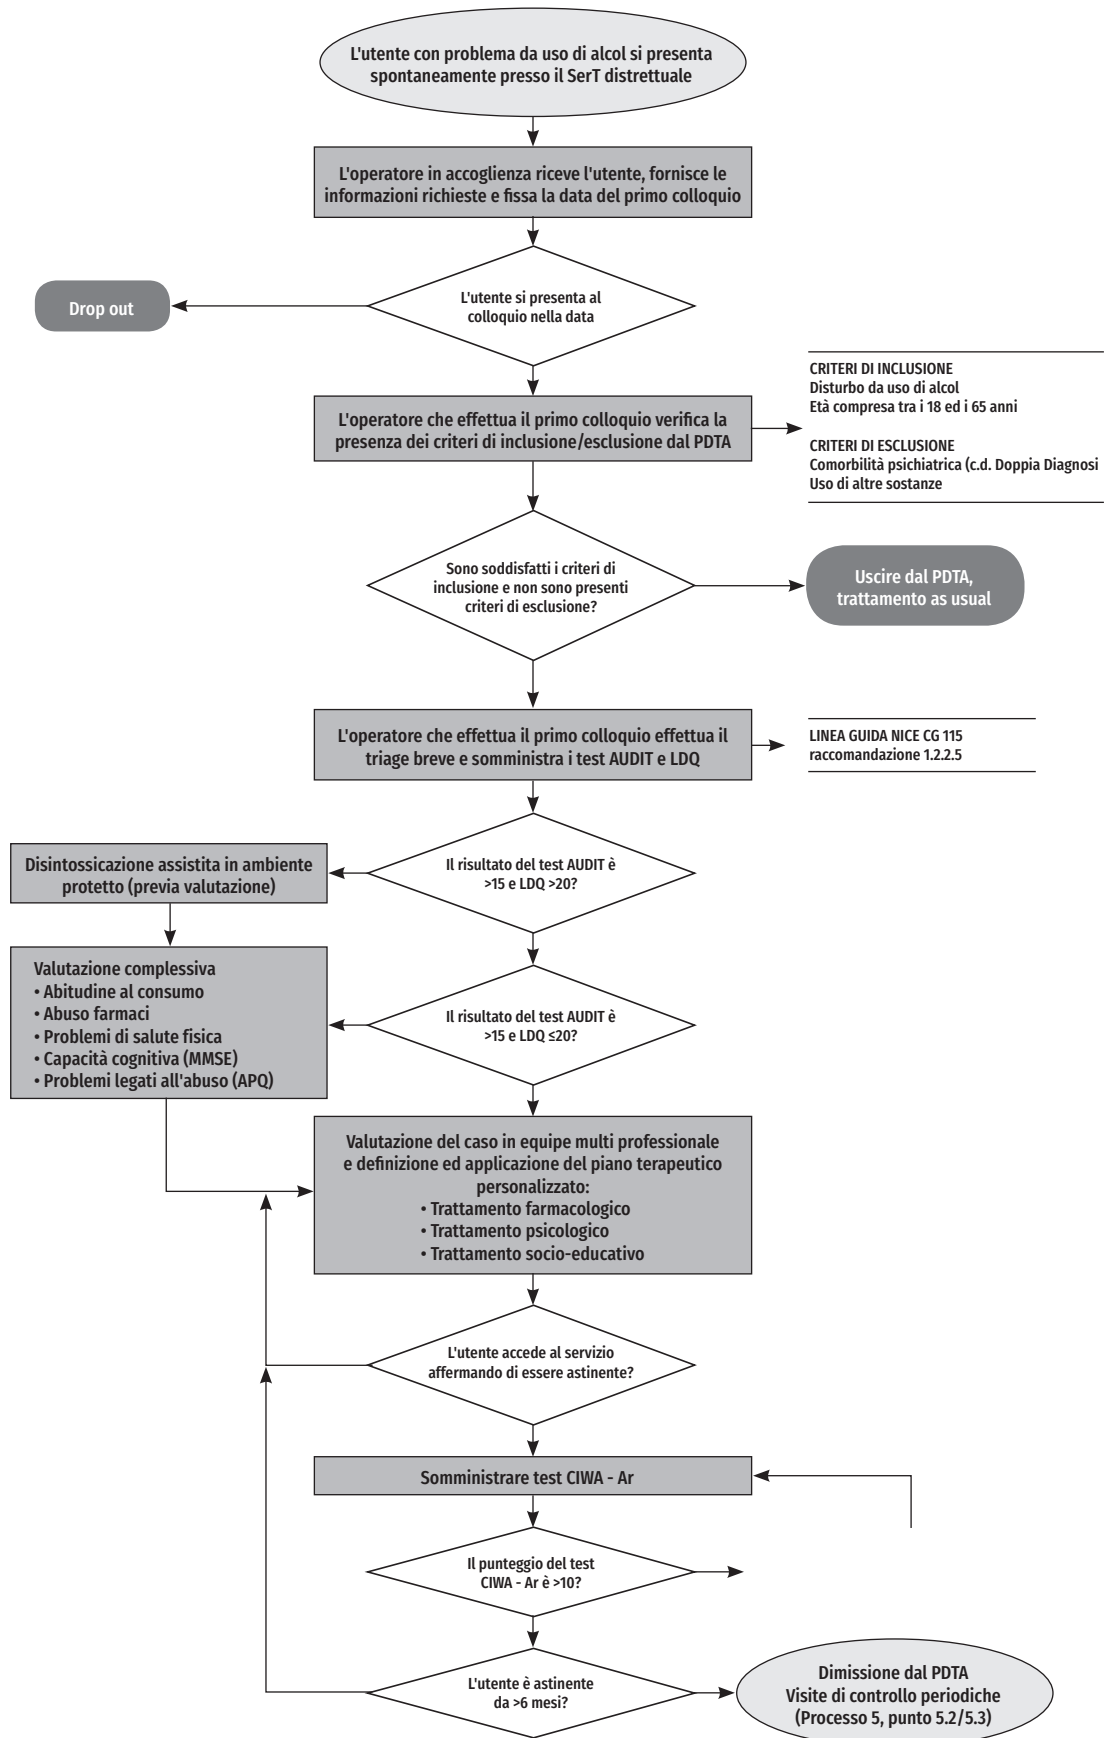 L'utente con problema da uso di alcol si presenta
spontaneamente presso il SerT distrettuale
L'operatore in accoglienza riceve l'utente, fornisce le
informazioni richieste e fissa la data del primo colloquio
Drop out
L'utente si presenta al
colloquio nella data
CRITERI DI INCLUSIONE
Disturbo da uso di alcol
Età compresa tra i 18 ed i 65 anni
L'operatore che effettua il primo colloquio verifica la
presenza dei criteri di inclusione/esclusione dal PDTA
CRITERI DI ESCLUSIONE
Comorbilità psichiatrica (c.d. Doppia Diagnosi
Uso di altre sostanze
Sono soddisfatti i criteri di
inclusione e non sono presenti
criteri di esclusione?
Uscire dal PDTA,
trattamento as usual
L'operatore che effettua il primo colloquio effettua il
triage breve e somministra i test AUDIT e LDQ
LINEA GUIDA NICE CG 115
raccomandazione 1.2.2.5
Disintossicazione assistita in ambiente
protetto (previa valutazione)
Il risultato del test AUDIT è
>15 e LDQ >20?
Valutazione complessiva
• Abitudine al consumo
• Abuso farmaci
• Problemi di salute fisica
• Capacità cognitiva (MMSE)
• Problemi legati all'abuso (APQ)
Il risultato del test AUDIT è
>15 e LDQ ≤20?
Valutazione del caso in equipe multi professionale
e definizione ed applicazione del piano terapeutico
personalizzato:
• Trattamento farmacologico
• Trattamento psicologico
• Trattamento socio-educativo
L'utente accede al servizio
affermando di essere astinente?
Somministrare test CIWA - Ar
Il punteggio del test
CIWA - Ar è >10?
L'utente è astinente
da >6 mesi?
Dimissione dal PDTA
Visite di controllo periodiche
(Processo 5, punto 5.2/5.3)